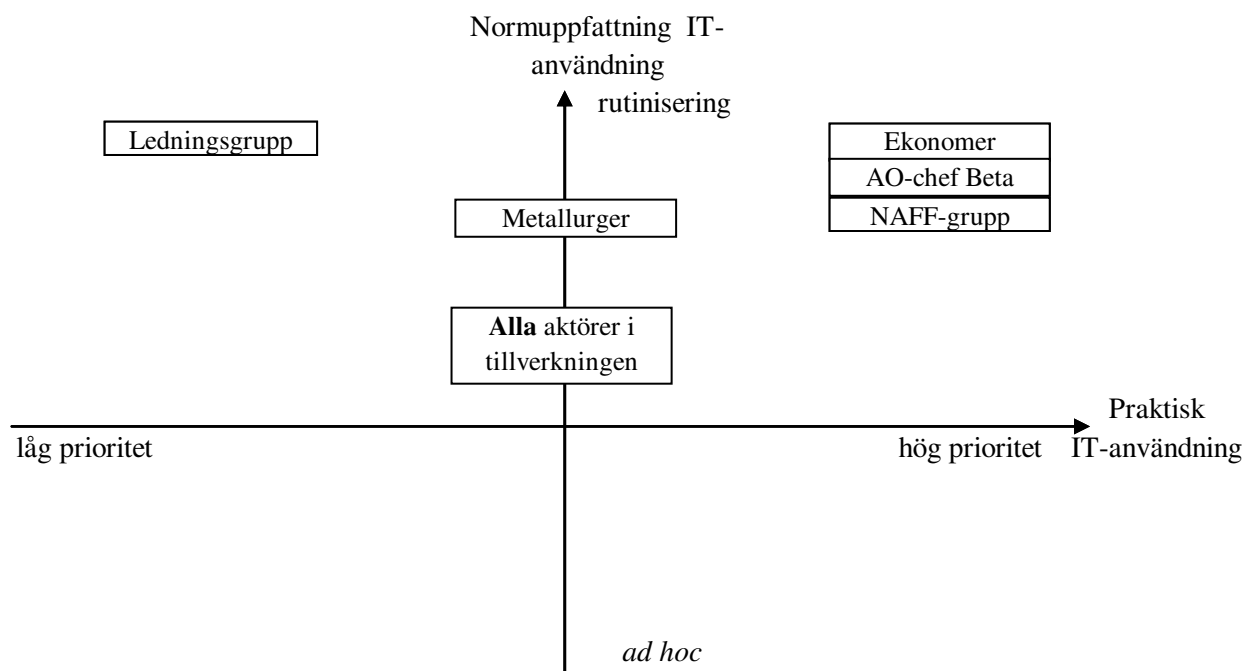 Normuppfattning IT-
användning
rutinisering
Ledningsgrupp
Ekonomer
AO-chef Beta
Metallurger
NAFF-grupp
Alla aktörer i
tillverkningen
Praktisk
låg prioritet
hög prioritet
IT-användning
ad hoc